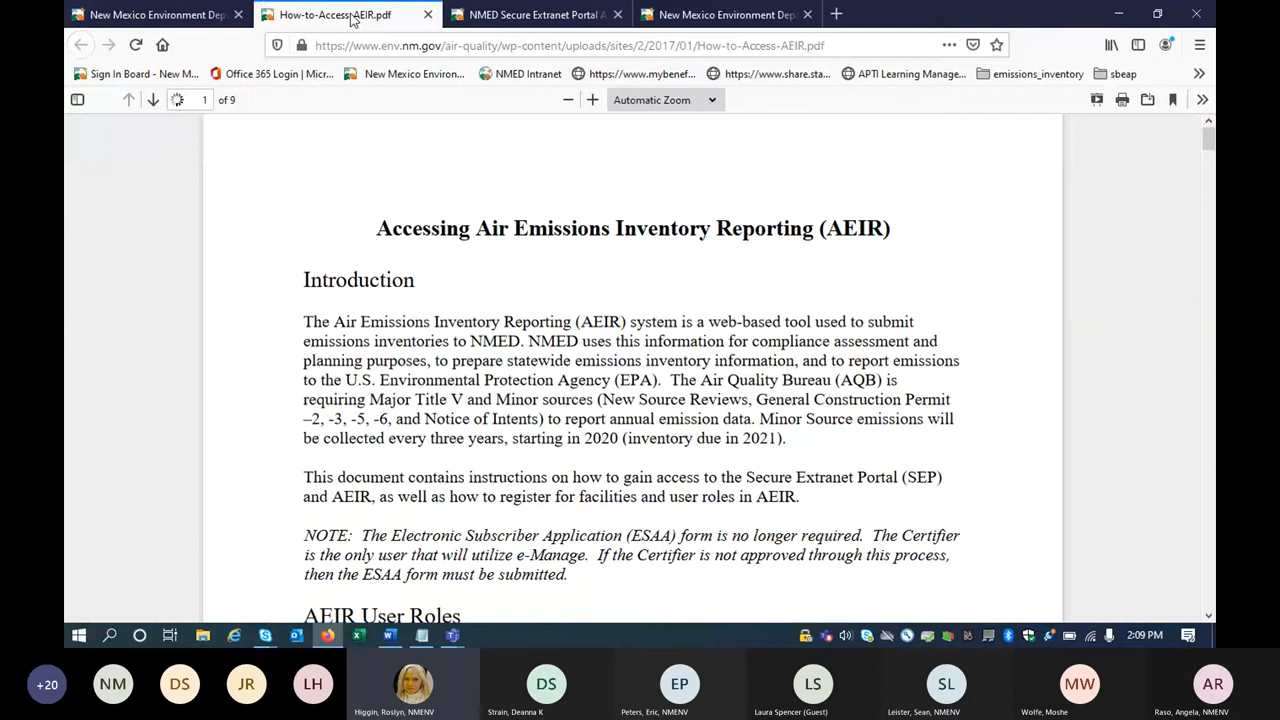 New Mexico Environment Dep
How-to-Access-AEIR.pdf
NMED Secure Extranet Portal A
New Mexico Environment Dep
https://www.env.nm.gov/air-quality/wp-content/uploads/sites/2/2017/01/How-to-Access-AEIR.pdf
Sign In Board - New M...
Office 365 Login | Micr...
New Mexico Environ...
NMED Intranet
https://www.mybenef...
https://www.share.sta...
APTI Learning Manage...
emissions_inventory
sbeap
1 of 9
Automatic Zoom
Accessing Air Emissions Inventory Reporting (AEIR)
Introduction
The Air Emissions Inventory Reporting (AEIR) system is a web-based tool used to submit
emissions inventories to NMED. NMED uses this information for compliance assessment and
planning purposes, to prepare statewide emissions inventory information, and to report emissions
to the U.S. Environmental Protection Agency (EPA). The Air Quality Bureau (AQB) is
requiring Major Title V and Minor sources (New Source Reviews, General Construction Permit
–2, -3, -5, -6, and Notice of Intents) to report annual emission data. Minor Source emissions will
be collected every three years, starting in 2020 (inventory due in 2021).
This document contains instructions on how to gain access to the Secure Extranet Portal (SEP)
and AEIR, as well as how to register for facilities and user roles in AEIR.
NOTE: The Electronic Subscriber Application (ESAA) form is no longer required. The Certifier
is the only user that will utilize e-Manage. If the Certifier is not approved through this process,
then the ESAA form must be submitted.
AEIR User Roles
2:09 PM
+20
NM
DS
JR
LH
DS
EP
LS
SL
MW
AR
Higgin, Roslyn, NMENV
Strain, Deanna K
Peters, Eric, NMENV
Laura Spencer (Guest)
Leister, Sean, NMENV
Wolfe, Moshe
Raso, Angela, NMENV